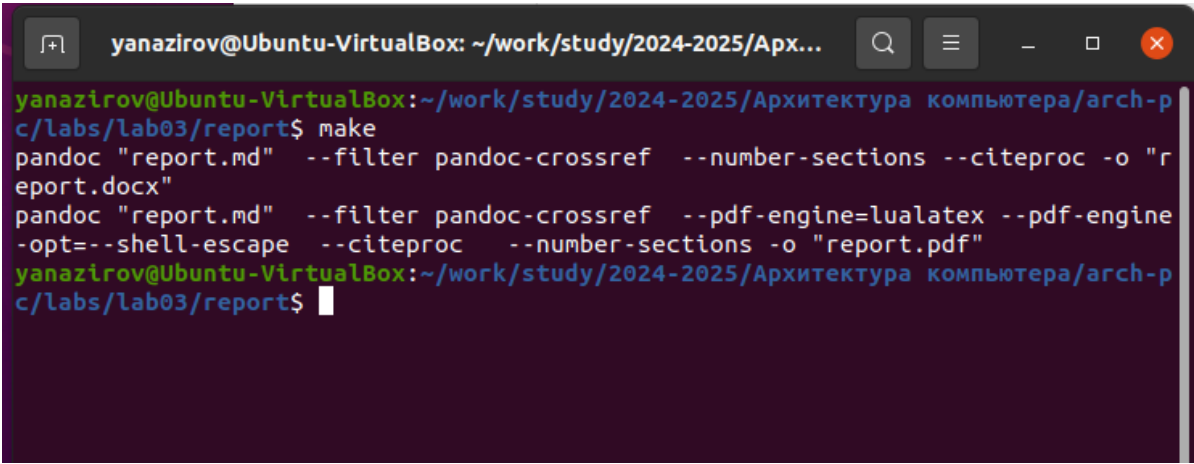 yanazirov@Ubuntu-VirtualBox: ~/work/study/2024-2025/Арх...
yanazirov@Ubuntu-VirtualBox:~/work/study/2024-2025/Архитектура компьютера/arch-p
c/labs/lab03/report$ make
pandoc "report.md"  --filter pandoc-crossref  --number-sections --citeproc -o "r
eport.docx"
pandoc "report.md"  --filter pandoc-crossref  --pdf-engine=lualatex --pdf-engine
-opt=--shell-escape  --citeproc   --number-sections -o "report.pdf"
yanazirov@Ubuntu-VirtualBox:~/work/study/2024-2025/Архитектура компьютера/arch-p
c/labs/lab03/report$